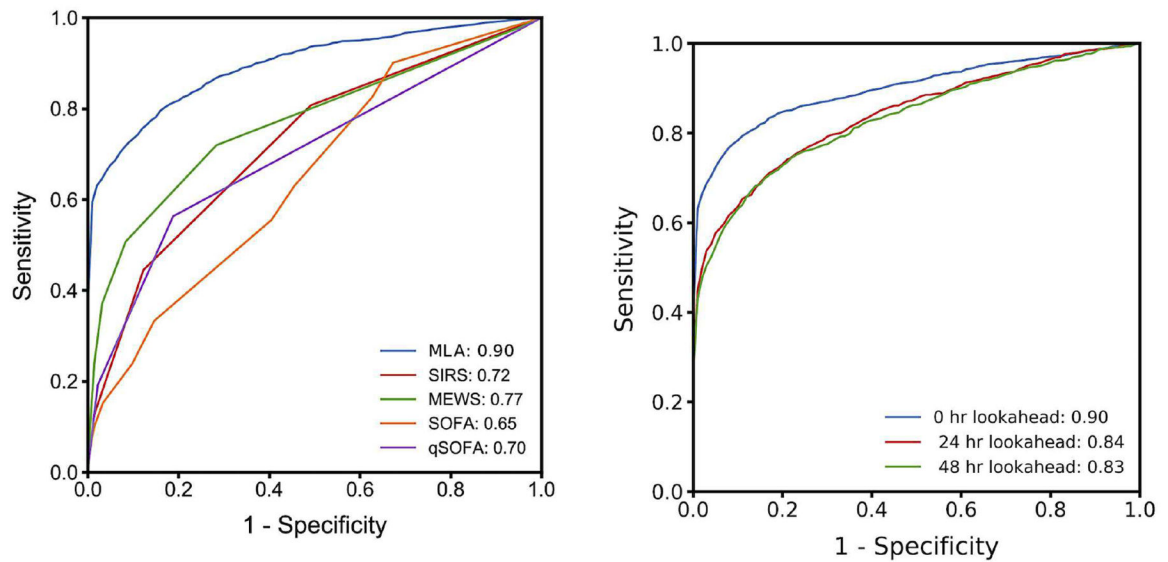 1.0
0.8
0.6
0.4
0.2
0.0
Sensitivity
MLA: 0.90
SIRS: 0.72
MEWS: 0.77
SOFA: 0.65
qSOFA: 0.70
0.0 0.2 0.4 0.6 0.8 1.0
1 - Specificity
1.0
0.8
0.6
0.4
0.2
0.0
Sensitivity
0 hr lookahead: 0.90
24 hr lookahead: 0.84
48 hr lookahead: 0.83
0.0 0.2 0.4 0.6 0.8 1.0
1 - Specificity